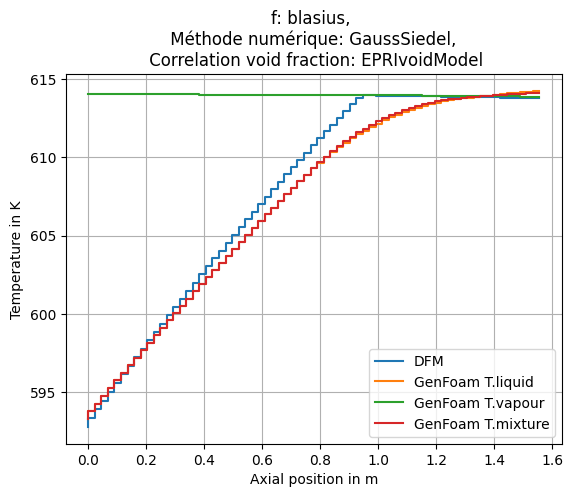 f: blasius,
Méthode numérique: GaussSiedel,
Correlation void fraction: EPRIvoidModel
Temperature in K
615
610
605
600
595
0.0 0.2 0.4 0.6 0.8 1.0 1.2 1.4 1.6
Axial position in m
DFM
GenFoam T.liquid
GenFoam T.vapour
GenFoam T.mixture